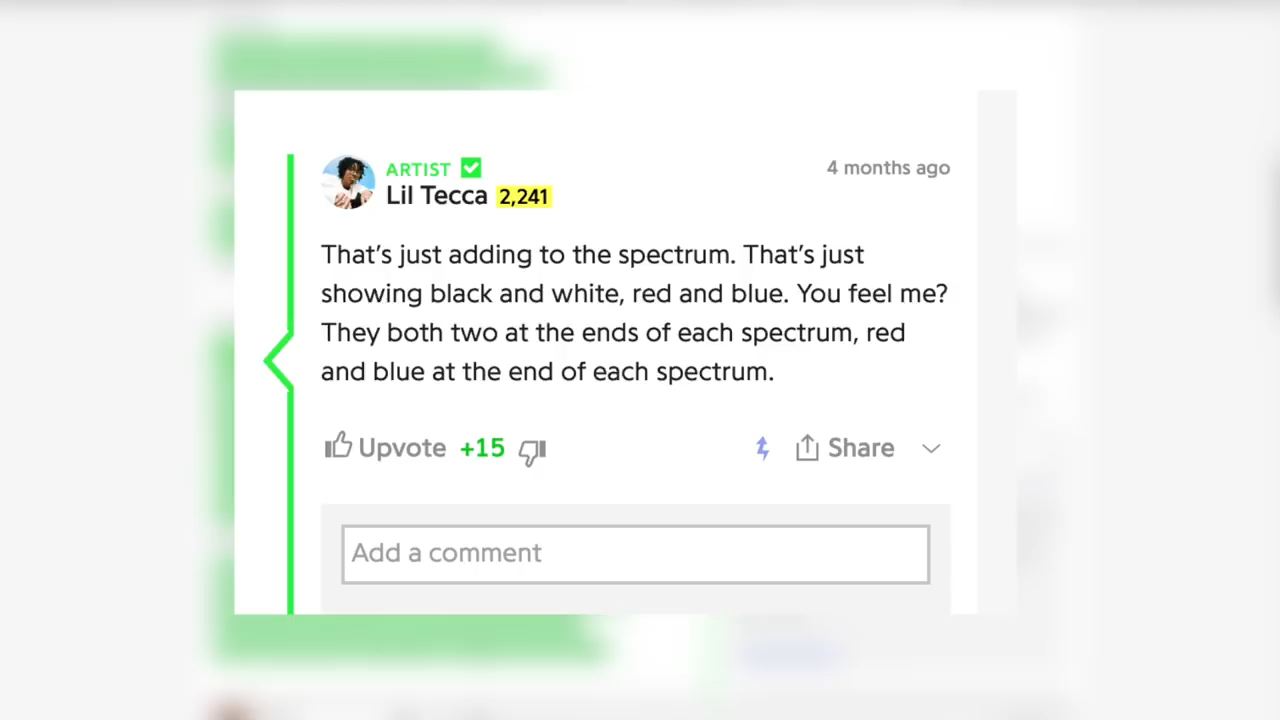 ARTIST
4 months ago
Lil Tecca 2,241
That's just adding to the spectrum. That's just
showing black and white, red and blue. You feel me?
They both two at the ends of each spectrum, red
and blue at the end of each spectrum.
Upvote +15
Share
Add a comment